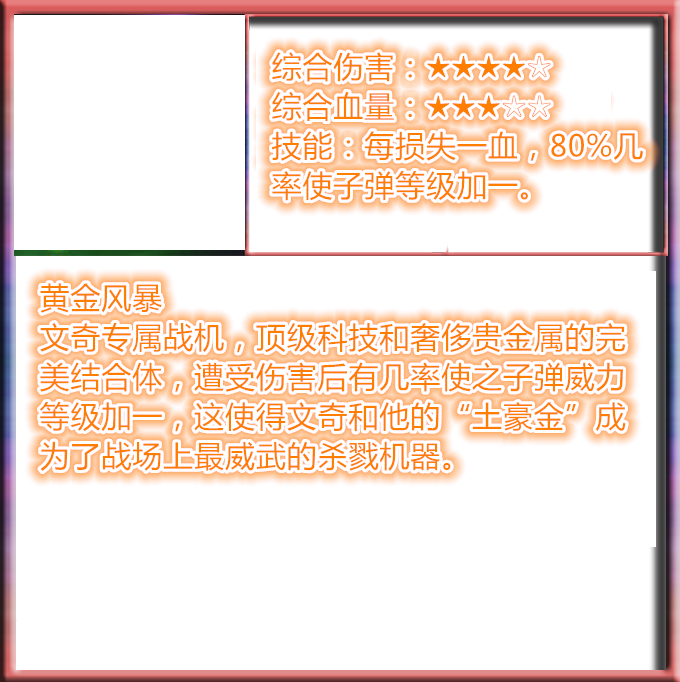 综合伤害：★★★★☆
综合血量：★★★☆☆
技能：每损失一血，80%几
率使子弹等级加一。
黄金风暴
文奇专属战机，顶级科技和奢侈贵金属的完
美结合体，遭受伤害后有几率使之子弹威力
等级加一，这使得文奇和他的“土豪金”成
为了战场上最威武的杀戮机器。